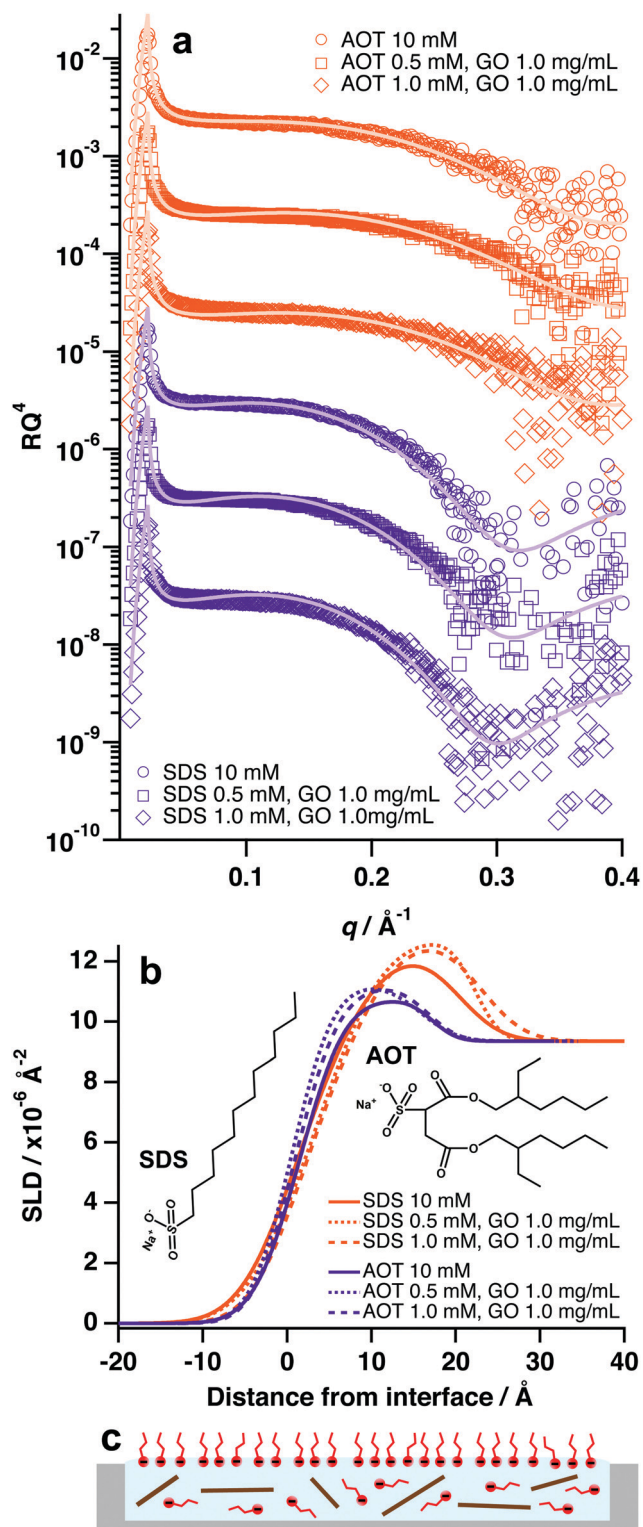 a
AOT 10 mM
AOT 0.5 mM, GO 1.0 mg/mL
AOT 1.0 mM, GO 1.0 mg/mL
10-2
10-3
10-4
10-5
10-6
10-7
10-8
10-9
10-10
RQ4
SDS 10 mM
SDS 0.5 mM, GO 1.0 mg/mL
SDS 1.0 mM, GO 1.0mg/mL
0.1 0.2 0.3 0.4
q / Å-1
b
12
10
8
6
4
2
0
SLD / x10-6 Å-2
SDS
O
O-
S
O
Na+
AOT
-O
O
Na+
S
O
O
O
O
O
SDS 10 mM
SDS 0.5 mM, GO 1.0 mg/mL
SDS 1.0 mM, GO 1.0 mg/mL
AOT 10 mM
AOT 0.5 mM, GO 1.0 mg/mL
AOT 1.0 mM, GO 1.0 mg/mL
-20 -10 0 10 20 30 40
Distance from interface / Å
c